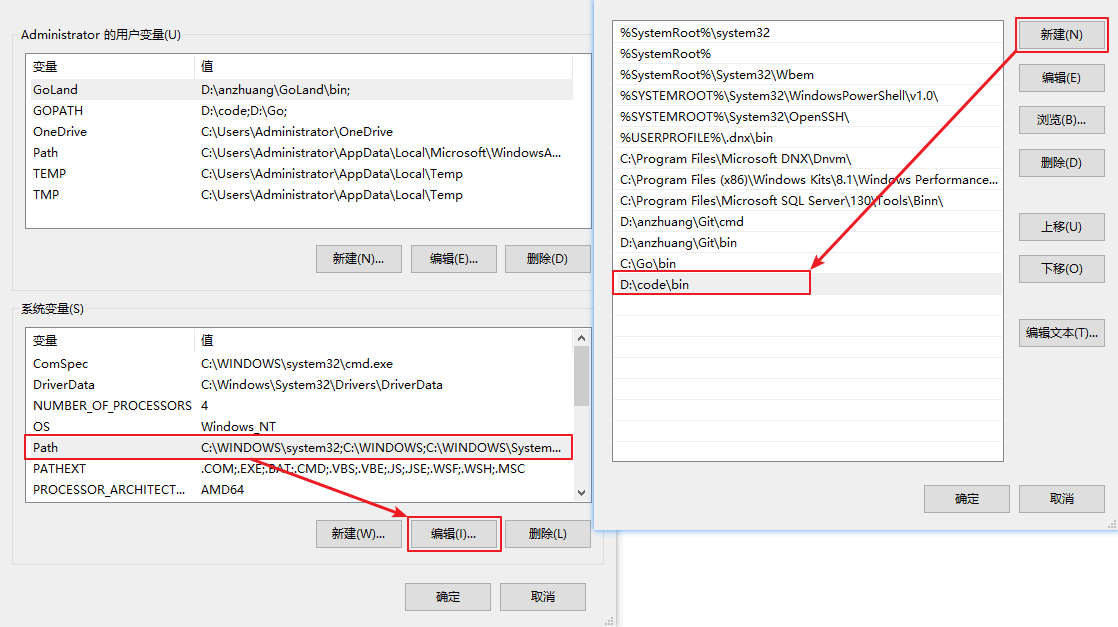 Administrator 的用户变量(U)
变量 值
GoLand D:\anzhuang\GoLand\bin;
GOPATH D:\code;D:\Go;
OneDrive C:\Users\Administrator\OneDrive
Path C:\Users\Administrator\AppData\Local\Microsoft\WindowsA...
TEMP C:\Users\Administrator\AppData\Local\Temp
TMP C:\Users\Administrator\AppData\Local\Temp
新建(N)... 编辑(E)... 删除(D)
系统变量(S)
变量 值
ComSpec C:\WINDOWS\system32\cmd.exe
DriverData C:\Windows\System32\Drivers\DriverData
NUMBER_OF_PROCESSORS 4
OS Windows_NT
Path C:\WINDOWS\system32;C:\WINDOWS;C:\WINDOWS\System...
PATHEXT .COM;.EXE;.BAT;.CMD;.VBS;.VBE;.JS;.JSE;.WSF;.WSH;.MSC
PROCESSOR_ARCHITECT... AMD64
新建(W)... 编辑(I)... 删除(L)
确定 取消
%SystemRoot%\system32
%SystemRoot%
%SystemRoot%\System32\Wbem
%SYSTEMROOT%\System32\WindowsPowerShell\v1.0\
%SYSTEMROOT%\System32\OpenSSH\
%USERPROFILE%\.dnx\bin
C:\Program Files\Microsoft DNX\Dnvm\
C:\Program Files (x86)\Windows Kits\8.1\Windows Performance...
C:\Program Files\Microsoft SQL Server\130\Tools\Binn\
D:\anzhuang\Git\cmd
D:\anzhuang\Git\bin
C:\Go\bin
D:\code\bin
新建(N)
编辑(E)
浏览(B)...
删除(D)
上移(U)
下移(O)
编辑文本(T)...
确定 取消